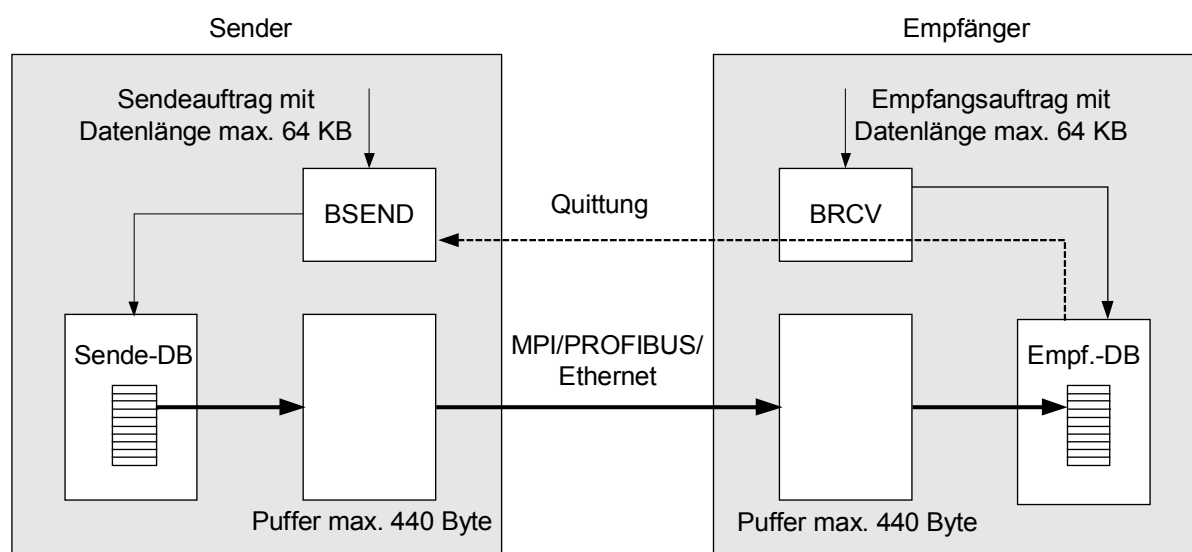 Sender
Empfänger
Sendeauftrag mit
Datenlänge max. 64 KB
Empfangsauftrag mit
Datenlänge max. 64 KB
BSEND
Quittung
BRCV
Sende-DB
MPI/PROFIBUS/
Ethernet
Empf.-DB
Puffer max. 440 Byte
Puffer max. 440 Byte